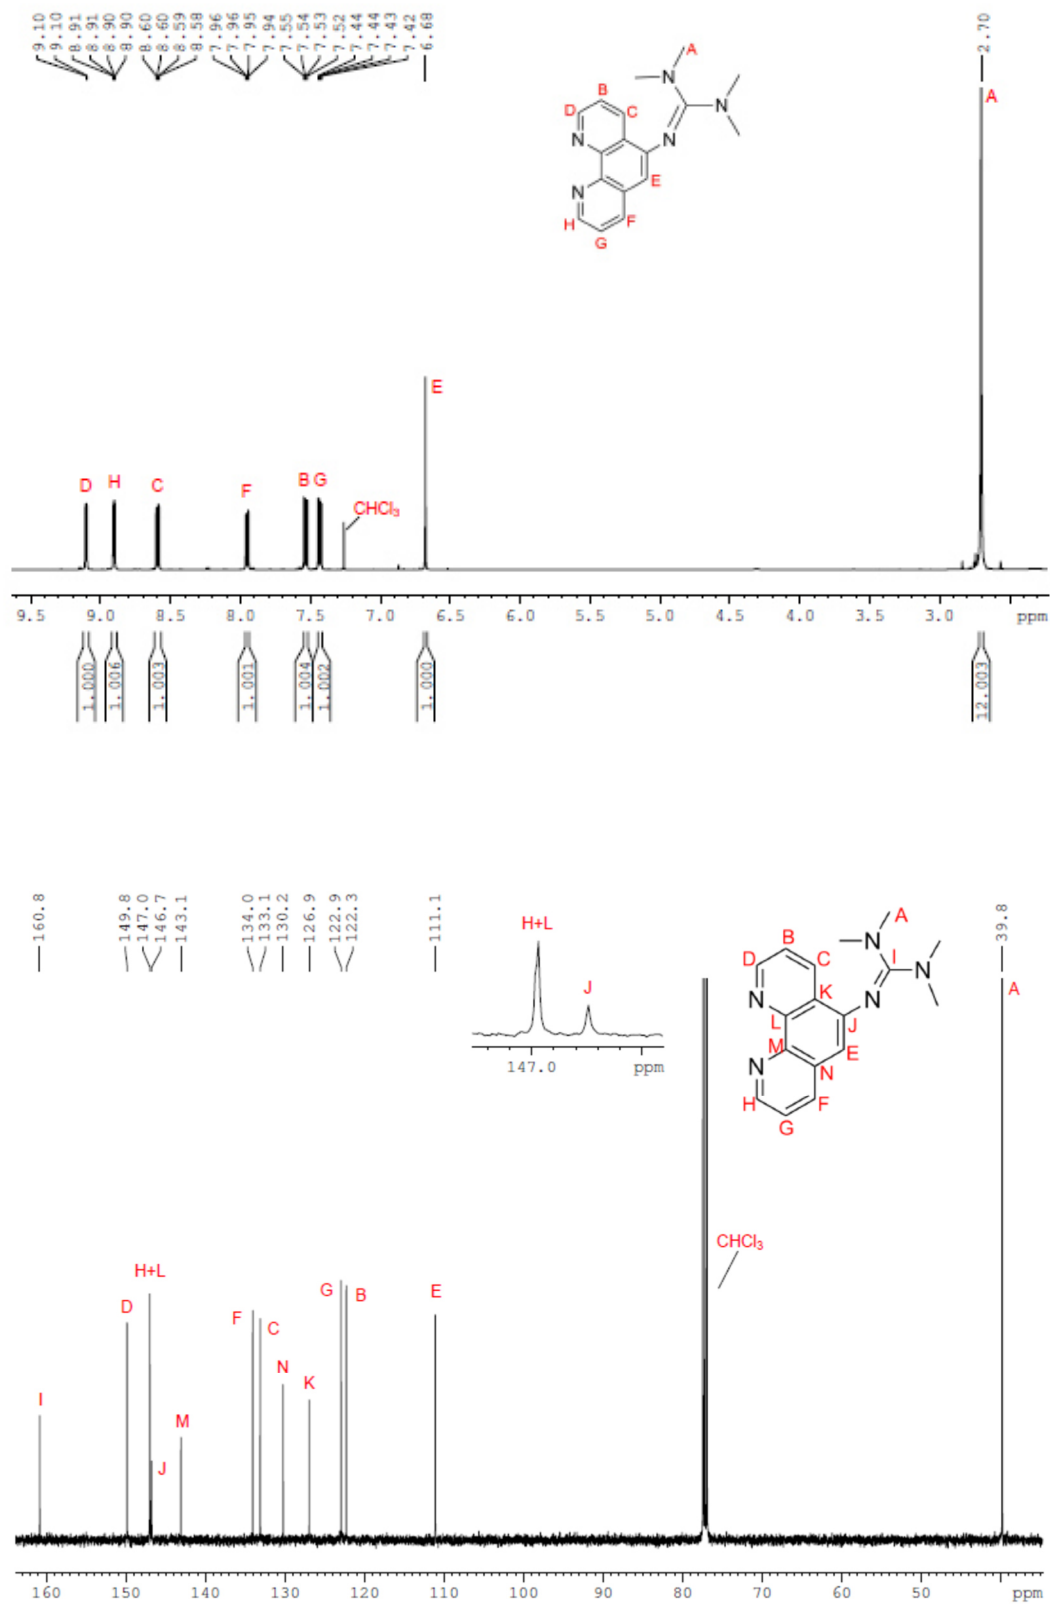 9.10 9.10 8.91 8.91 8.90 8.90 8.60 8.60 8.59 8.58 7.96 7.96 7.95 7.94 7.55 7.54 7.53 7.52 7.44 7.44 7.43 7.42 6.68 2.70
A
N
N
B
D
C
N
N
E
N
H
F
G
A
E
D H C F B G
CHCl3
9.5 9.0 8.5 8.0 7.5 7.0 6.5 6.0 5.5 5.0 4.5 4.0 3.5 3.0 ppm
1.000 1.006 1.003 1.001 1.004 1.002 1.000 12.003
160.8 149.8 147.0 146.7 143.1 134.0 133.1 130.2 126.9 122.9 122.3 111.1 39.8
H+L
J
147.0 ppm
A
B
N
D
C
I
N
K
N
N
L
J
M
E
N
N
H
F
G
A
CHCl3
H+L
D
G
B
E
F
C
N
K
I
M
J
160 150 140 130 120 110 100 90 80 70 60 50 ppm